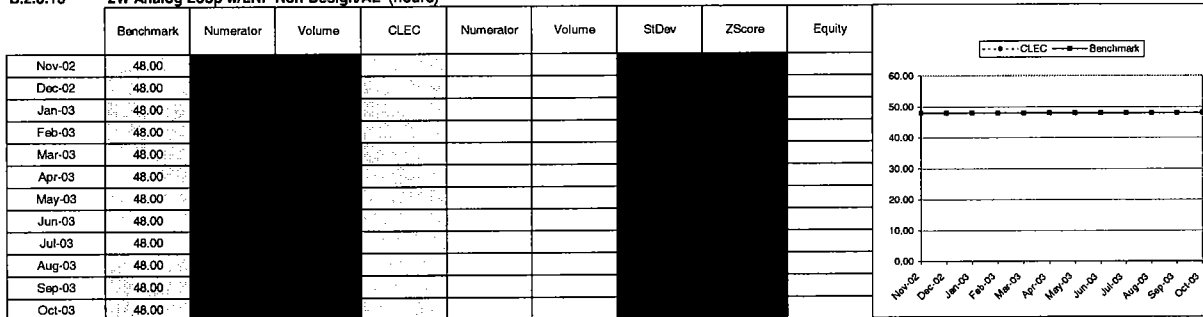 2W Analog Loop w/LNP Non-Design/AL (hours)
Benchmark Numerator Volume CLEC Numerator Volume StDev ZScore Equity
Nov-02 48.00
Dec-02 48.00
Jan-03 48.00
Feb-03 48.00
Mar-03 48.00
Apr-03 48.00
May-03 48.00
Jun-03 48.00
Jul-03 48.00
Aug-03 48.00
Sep-03 48.00
Oct-03 48.00
CLEC Benchmark
60.00
50.00
40.00
30.00
20.00
10.00
0.00
Nov-02 Dec-02 Jan-03 Feb-03 Mar-03 Apr-03 May-03 Jun-03 Jul-03 Aug-03 Sep-03 Oct-03